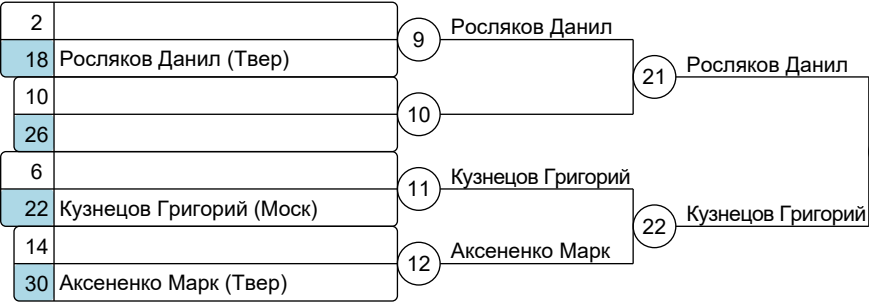 2
18 Росляков Данил (Твер)
9
Росляков Данил
10
26
10
21
Росляков Данил
6
22 Кузнецов Григорий (Моск)
11
Кузнецов Григорий
14
30 Аксененко Марк (Твер)
12
Аксененко Марк
22
Кузнецов Григорий